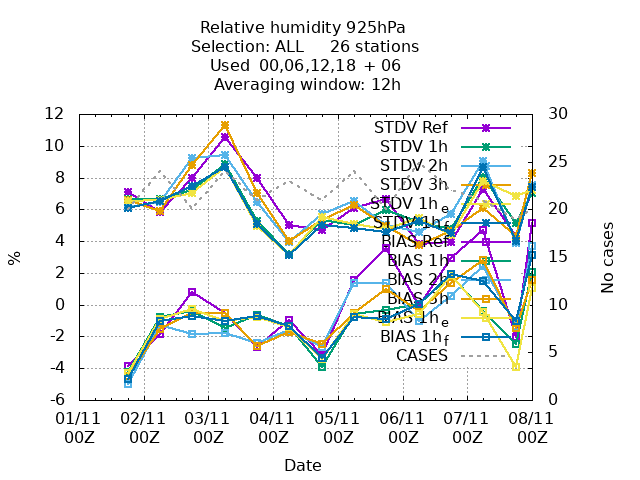 Relative humidity 925hPa
Selection: ALL     26 stations
Used  00,06,12,18  + 06
Averaging window: 12h
12
10
8
6
4
2
0
-2
-4
-6
%
30
25
20
15
10
5
0
No cases
STDV Ref
STDV 1h
STDV 2h
STDV 3h
STDV 1he
STDV 1hf
BIAS Ref
BIAS 1h
BIAS 2h
BIAS 3h
BIAS 1he
BIAS 1hf
CASES
01/11 02/11 03/11 04/11 05/11 06/11 07/11 08/11
00Z 00Z 00Z 00Z 00Z 00Z 00Z 00Z
Date